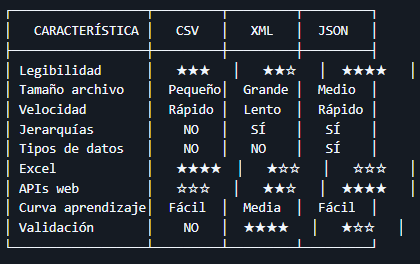 CARACTERÍSTICA │ CSV │ XML │ JSON
Legibilidad │ ★★★ │ ★★☆ │ ★★★★ │
Tamaño archivo │ Pequeño│ Grande │ Medio │
Velocidad │ Rápido │ Lento │ Rápido │
Jerarquías │ NO │ SÍ │ SÍ │
Tipos de datos │ NO │ NO │ SÍ │
Excel │ ★★★★ │ ★☆☆ │ ☆☆☆ │
APIs web │ ☆☆☆ │ ★★☆ │ ★★★★ │
Curva aprendizaje│ Fácil │ Media │ Fácil │
Validación │ NO │ ★★★★ │ ★☆☆ │